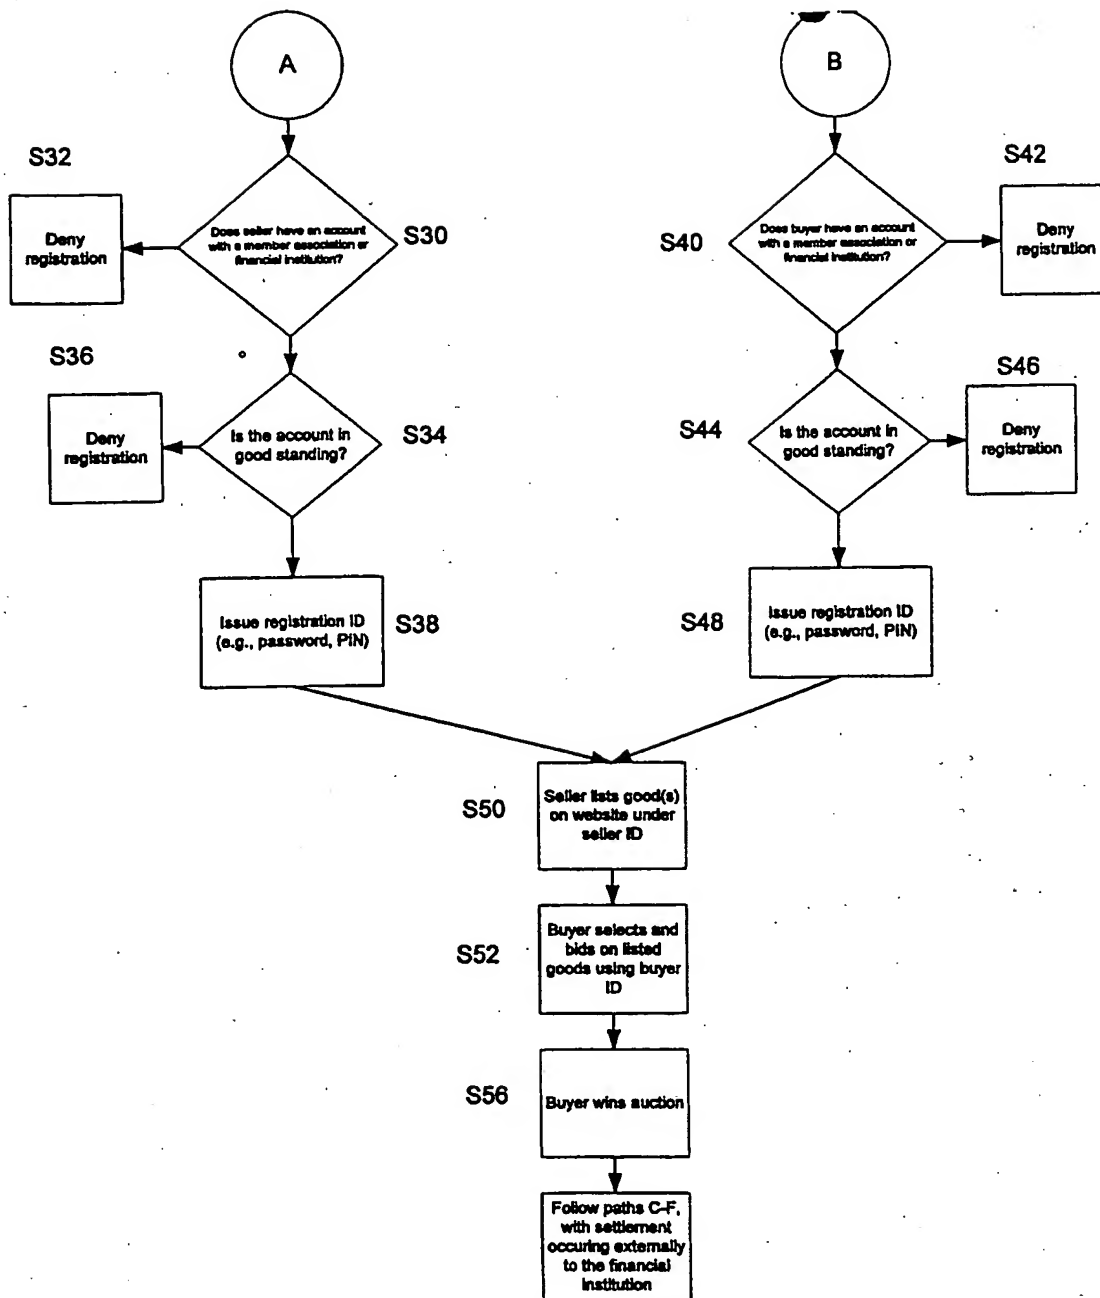 A
B
S32
S42
Deny
registration
Does seller have an account
with a member association or
financial institution?
S30
S40
Does buyer have an account
with a member association or
financial institution?
Deny
registration
S36
S46
Deny
registration
Is the account in
good standing?
S34
S44
Is the account in
good standing?
Deny
registration
Issue registration ID
(e.g., password, PIN)
S38
S48
Issue registration ID
(e.g., password, PIN)
S50
Seller lists good(s)
on website under
seller ID
S52
Buyer selects and
bids on listed
goods using buyer
ID
S56
Buyer wins auction
Follow paths C-F,
with settlement
occuring externally
to the financial
institution